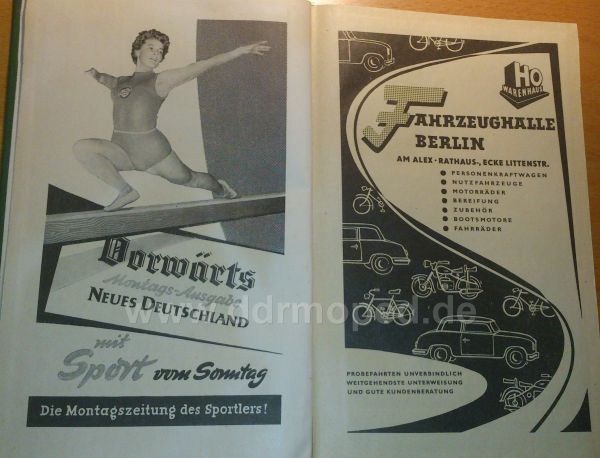 Vorwärts
Montags-Ausgabe
NEUES DEUTSCHLAND
mit
Sport vom Sonntag
Die Montagszeitung des Sportlers!
HO
WARENHAUS
FAHRZEUGHALLE
BERLIN
AM ALEX · RATHAUS-, ECKE LITTENSTR.
● PERSONENKRAFTWAGEN
● NUTZFAHRZEUGE
● MOTORRÄDER
● BEREIFUNG
● ZUBEHÖR
● BOOTSMOTORE
● FAHRRÄDER
PROBEFAHRTEN UNVERBINDLICH
WEITGEHENDSTE UNTERWEISUNG
UND GUTE KUNDENBERATUNG
www.ddrmoped.de